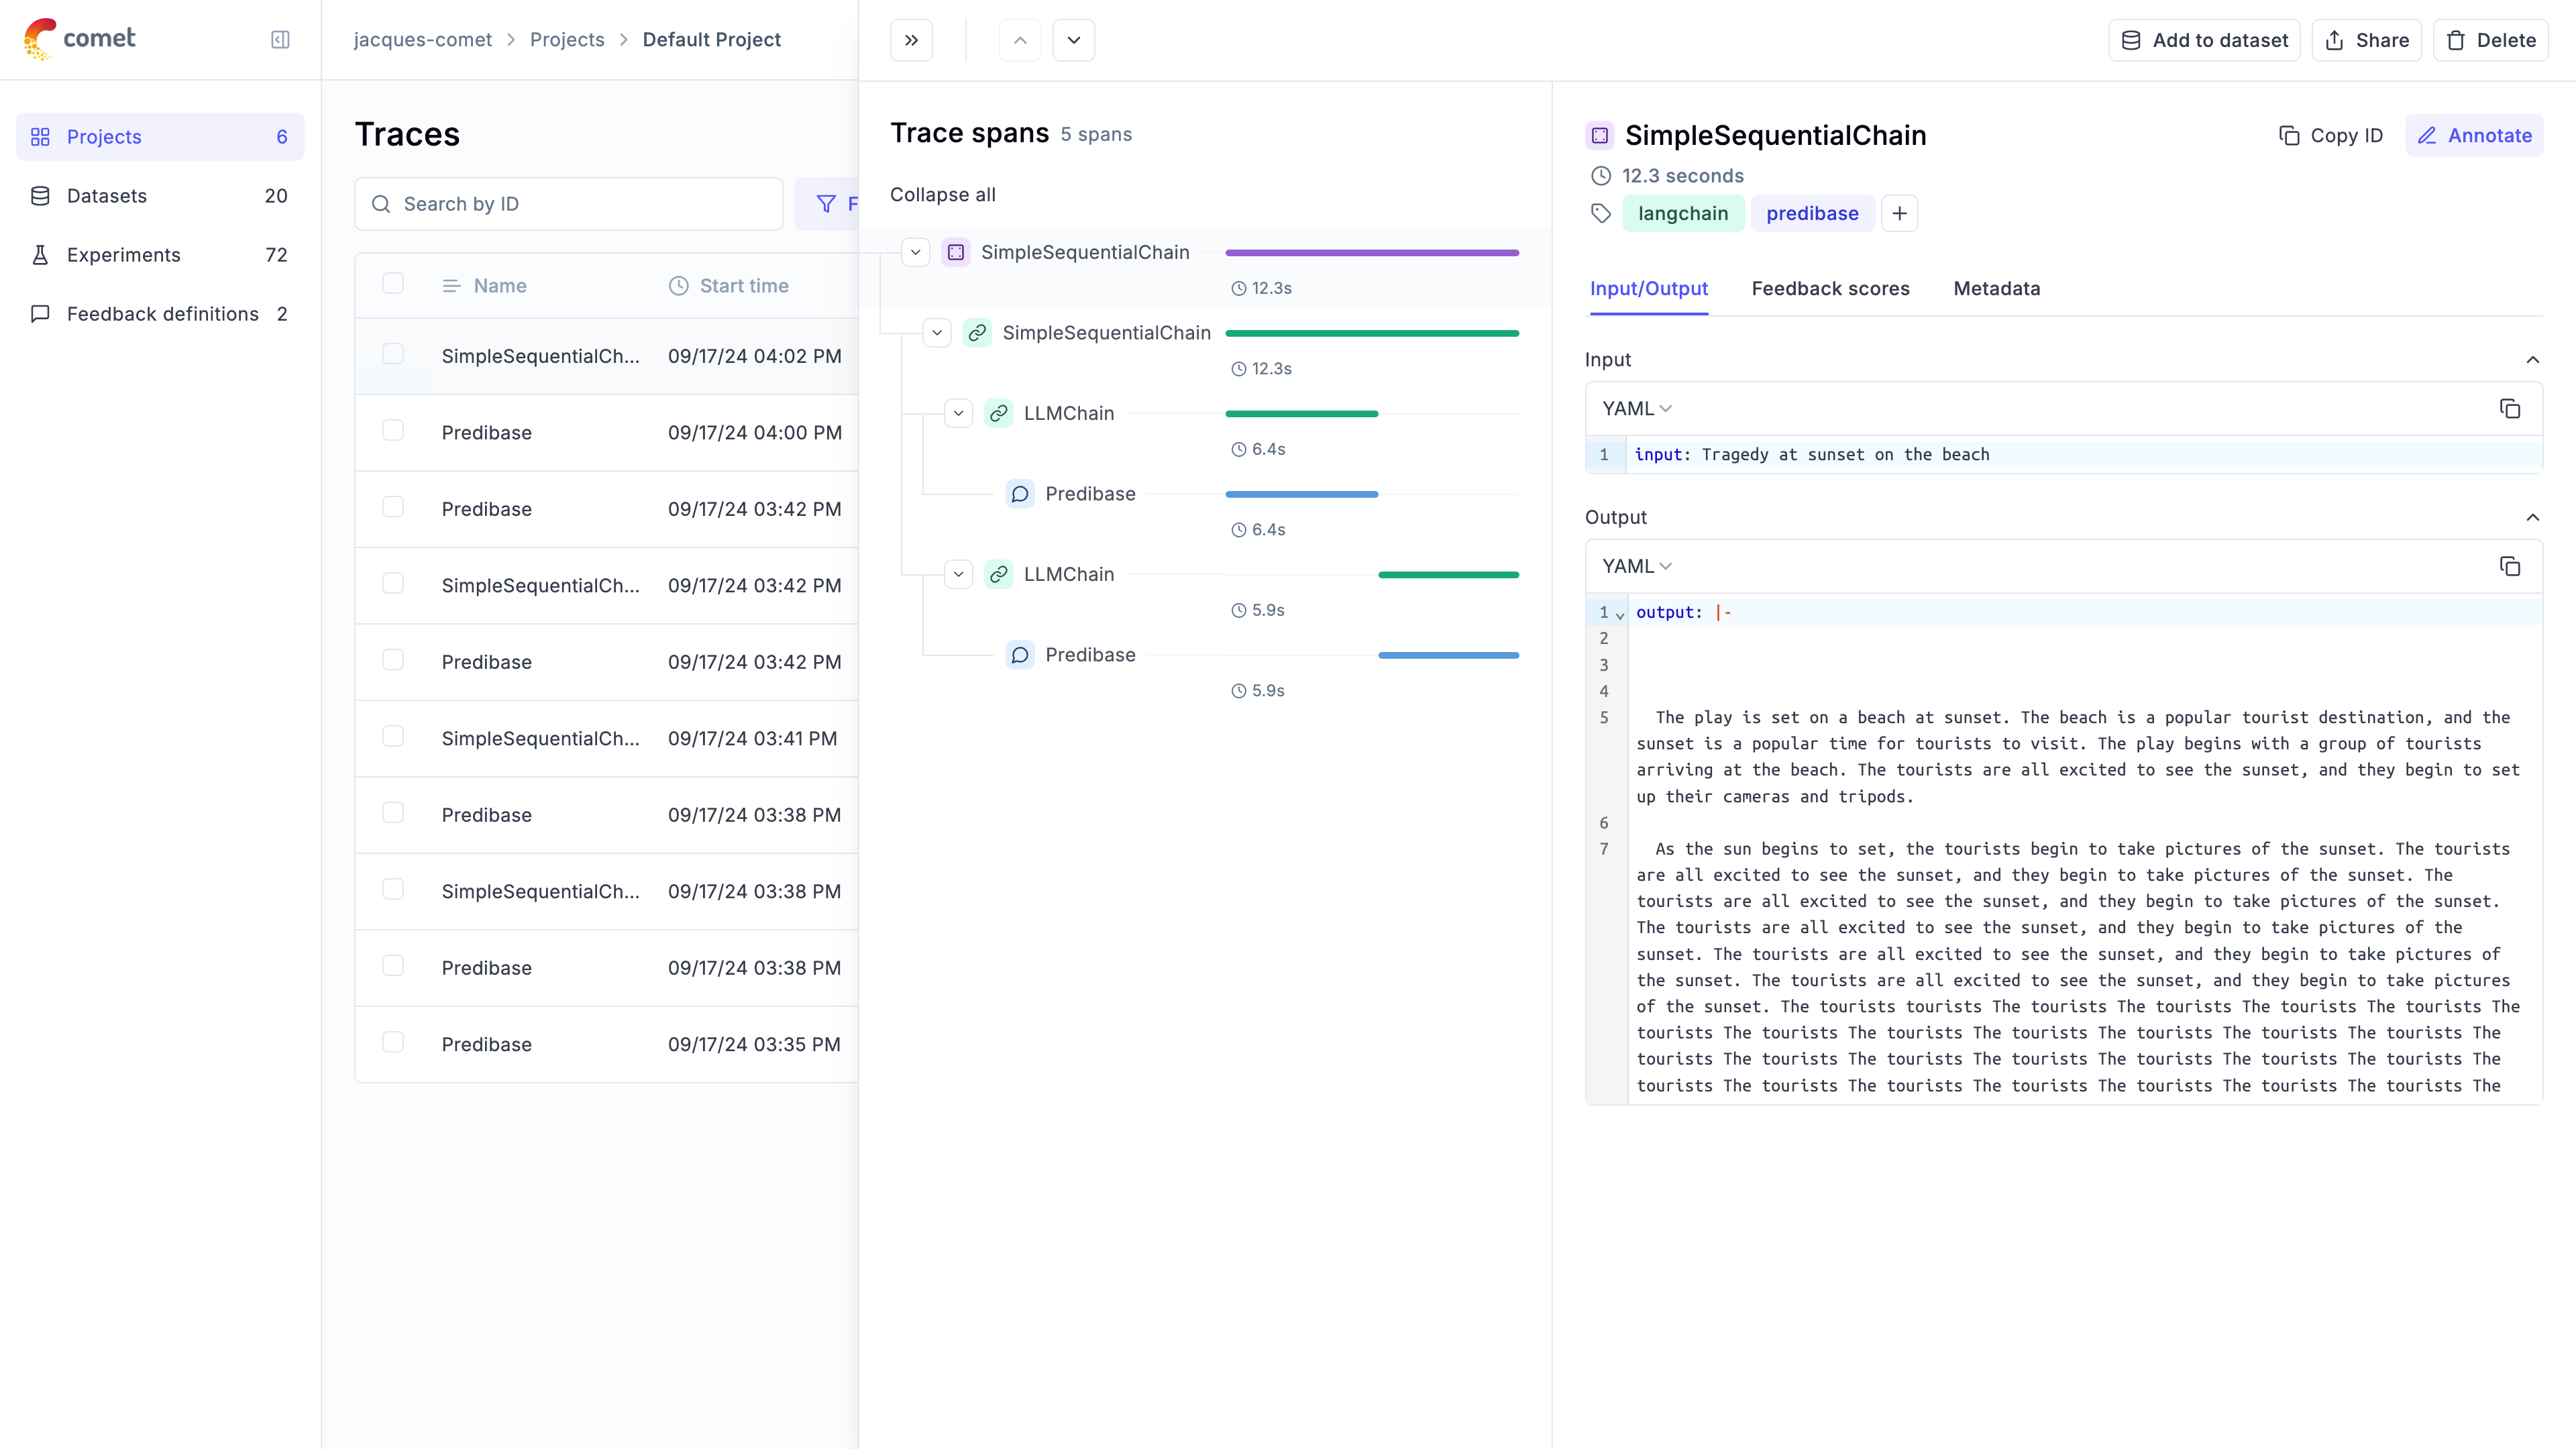 comet
jacques-comet > Projects > Default Project
Add to dataset
Share
Delete
Projects 6
Datasets 20
Experiments 72
Feedback definitions 2
Traces
Search by ID
F
Name Start time
SimpleSequentialCh... 09/17/24 04:02 PM
Predibase 09/17/24 04:00 PM
Predibase 09/17/24 03:42 PM
SimpleSequentialCh... 09/17/24 03:42 PM
Predibase 09/17/24 03:42 PM
SimpleSequentialCh... 09/17/24 03:41 PM
Predibase 09/17/24 03:38 PM
SimpleSequentialCh... 09/17/24 03:38 PM
Predibase 09/17/24 03:38 PM
Predibase 09/17/24 03:35 PM
Trace spans 5 spans
Collapse all
SimpleSequentialChain
12.3s
SimpleSequentialChain
12.3s
LLMChain
6.4s
Predibase
6.4s
LLMChain
5.9s
Predibase
5.9s
SimpleSequentialChain
Copy ID
Annotate
12.3 seconds
langchain predibase +
Input/Output Feedback scores Metadata
Input
YAML
1 input: Tragedy at sunset on the beach
Output
YAML
1 output: |-
2
3
4
5 The play is set on a beach at sunset. The beach is a popular tourist destination, and the
sunset is a popular time for tourists to visit. The play begins with a group of tourists
arriving at the beach. The tourists are all excited to see the sunset, and they begin to set
up their cameras and tripods.
6
7 As the sun begins to set, the tourists begin to take pictures of the sunset. The tourists
are all excited to see the sunset, and they begin to take pictures of the sunset. The
tourists are all excited to see the sunset, and they begin to take pictures of the sunset.
The tourists are all excited to see the sunset, and they begin to take pictures of the
sunset. The tourists are all excited to see the sunset, and they begin to take pictures of
the sunset. The tourists are all excited to see the sunset, and they begin to take pictures
of the sunset. The tourists tourists The tourists The tourists The tourists The tourists The
tourists The tourists The tourists The tourists The tourists The tourists The tourists The
tourists The tourists The tourists The tourists The tourists The tourists The tourists The
tourists The tourists The tourists The tourists The tourists The tourists The tourists The